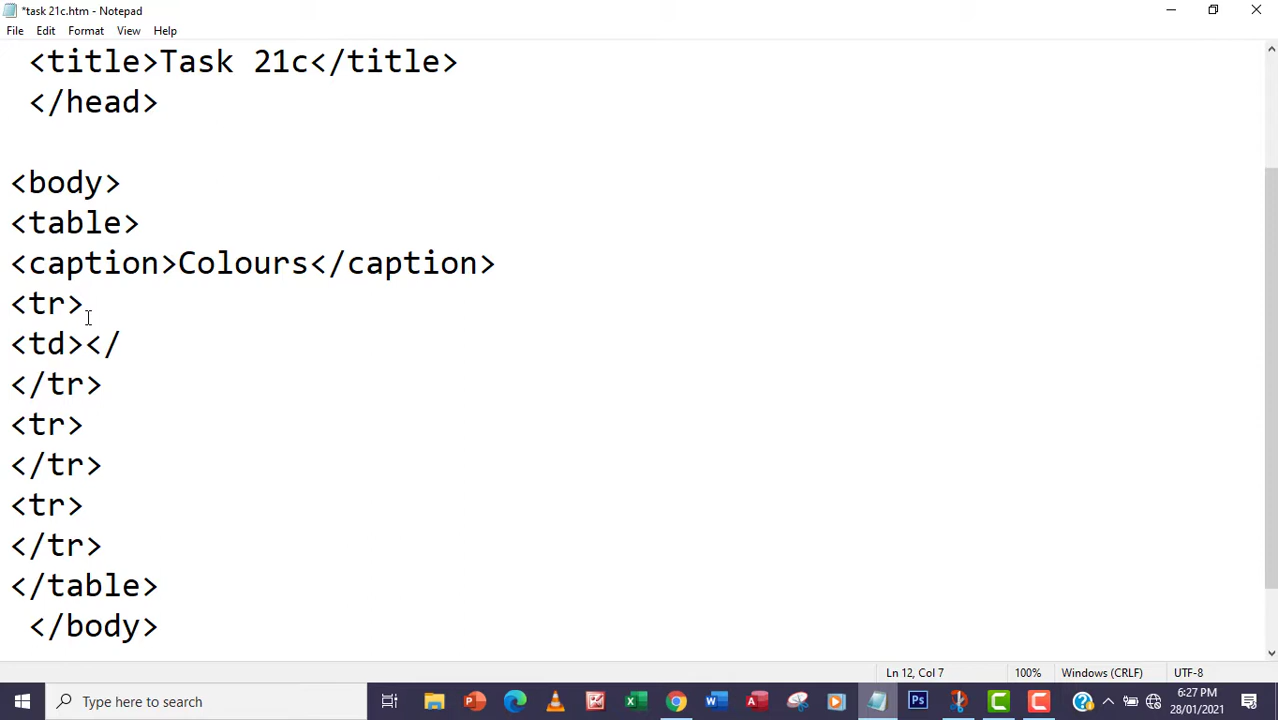 *task 21c.htm - Notepad
File Edit Format View Help
<title>Task 21c</title>
</head>
<body>
<table>
<caption>Colours</caption>
<tr>
<td></
</tr>
<tr>
</tr>
<tr>
</tr>
</table>
</body>
Ln 12, Col 7 100% Windows (CRLF) UTF-8
Type here to search
6:27 PM
28/01/2021